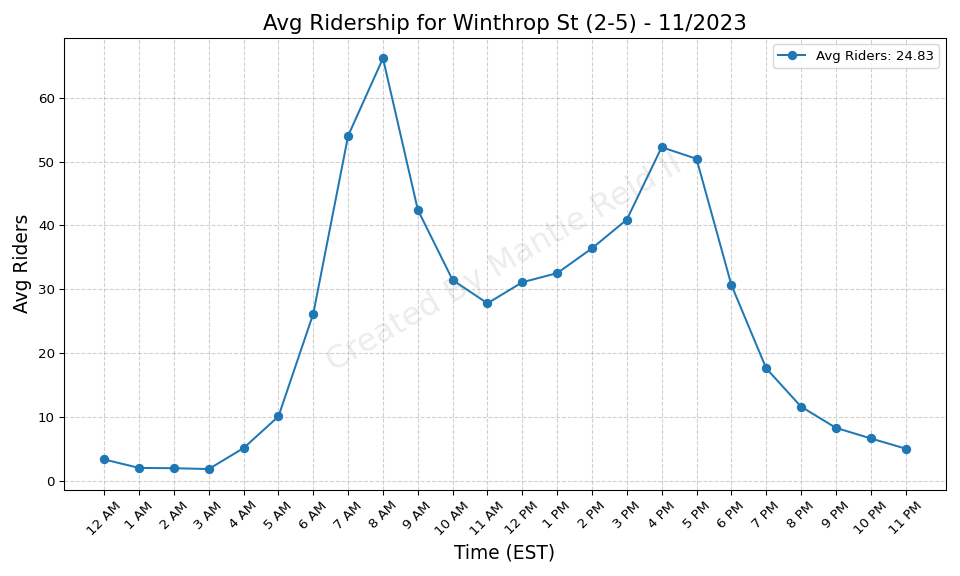 Avg Ridership for Winthrop St (2-5) - 11/2023
Avg Riders: 24.83
Avg Riders
60
50
40
30
20
10
0
Created By Mantle Reid II
12 AM
1 AM
2 AM
3 AM
4 AM
5 AM
6 AM
7 AM
8 AM
9 AM
10 AM
11 AM
12 PM
1 PM
2 PM
3 PM
4 PM
5 PM
6 PM
7 PM
8 PM
9 PM
10 PM
11 PM
Time (EST)